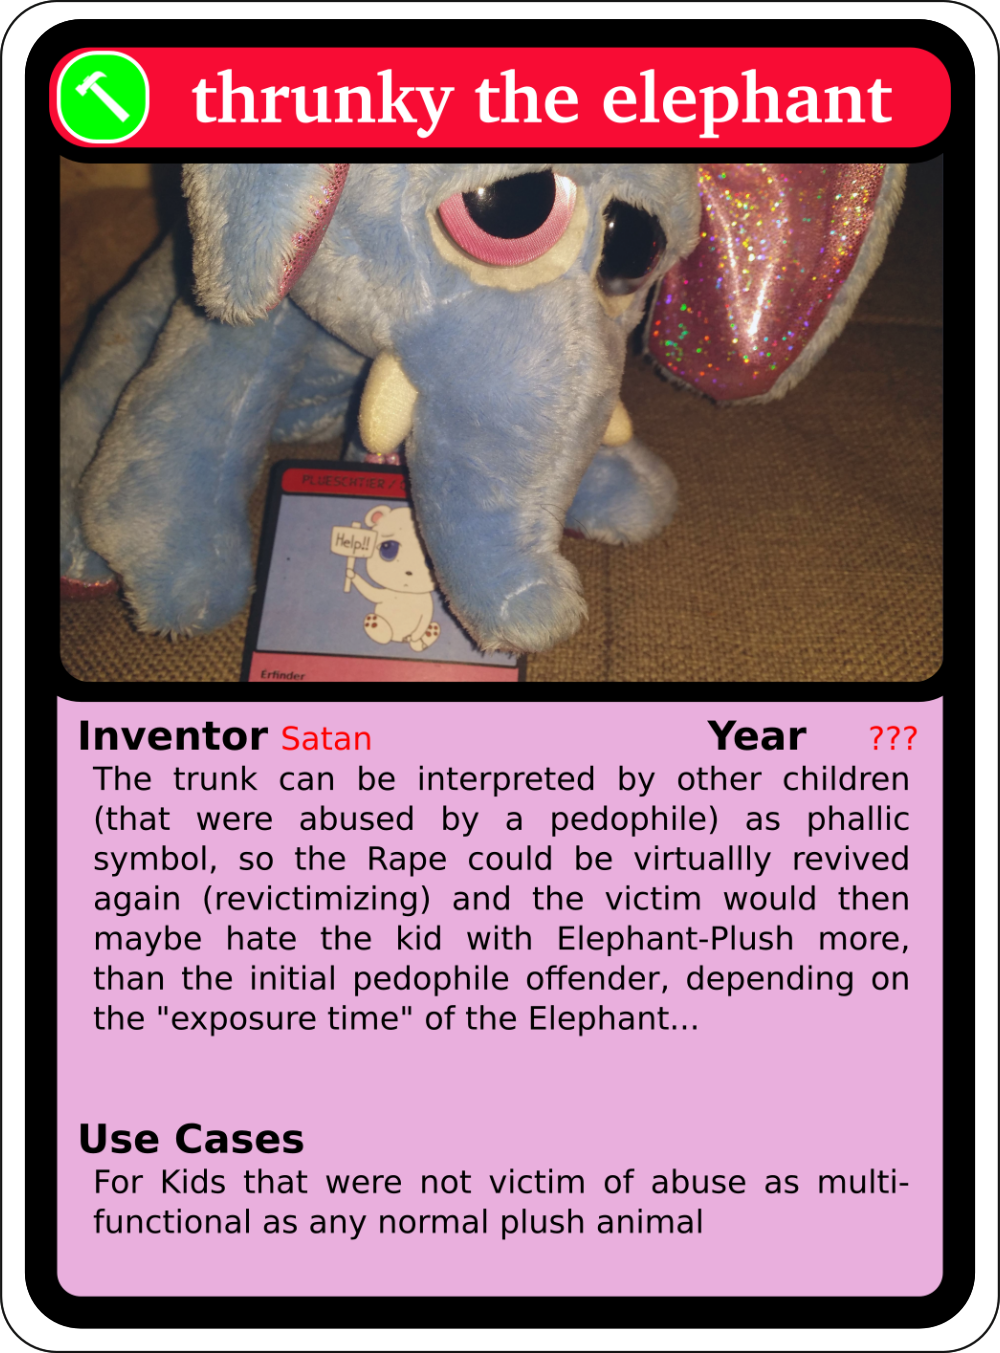 thrunky the elephant
PLUESCHTIER /
Help!!
Erfinder
Inventor Satan Year ???
The trunk can be interpreted by other children
(that were abused by a pedophile) as phallic
symbol, so the Rape could be virtuallly revived
again (revictimizing) and the victim would then
maybe hate the kid with Elephant-Plush more,
than the initial pedophile offender, depending on
the "exposure time" of the Elephant...
Use Cases
For Kids that were not victim of abuse as multi-
functional as any normal plush animal